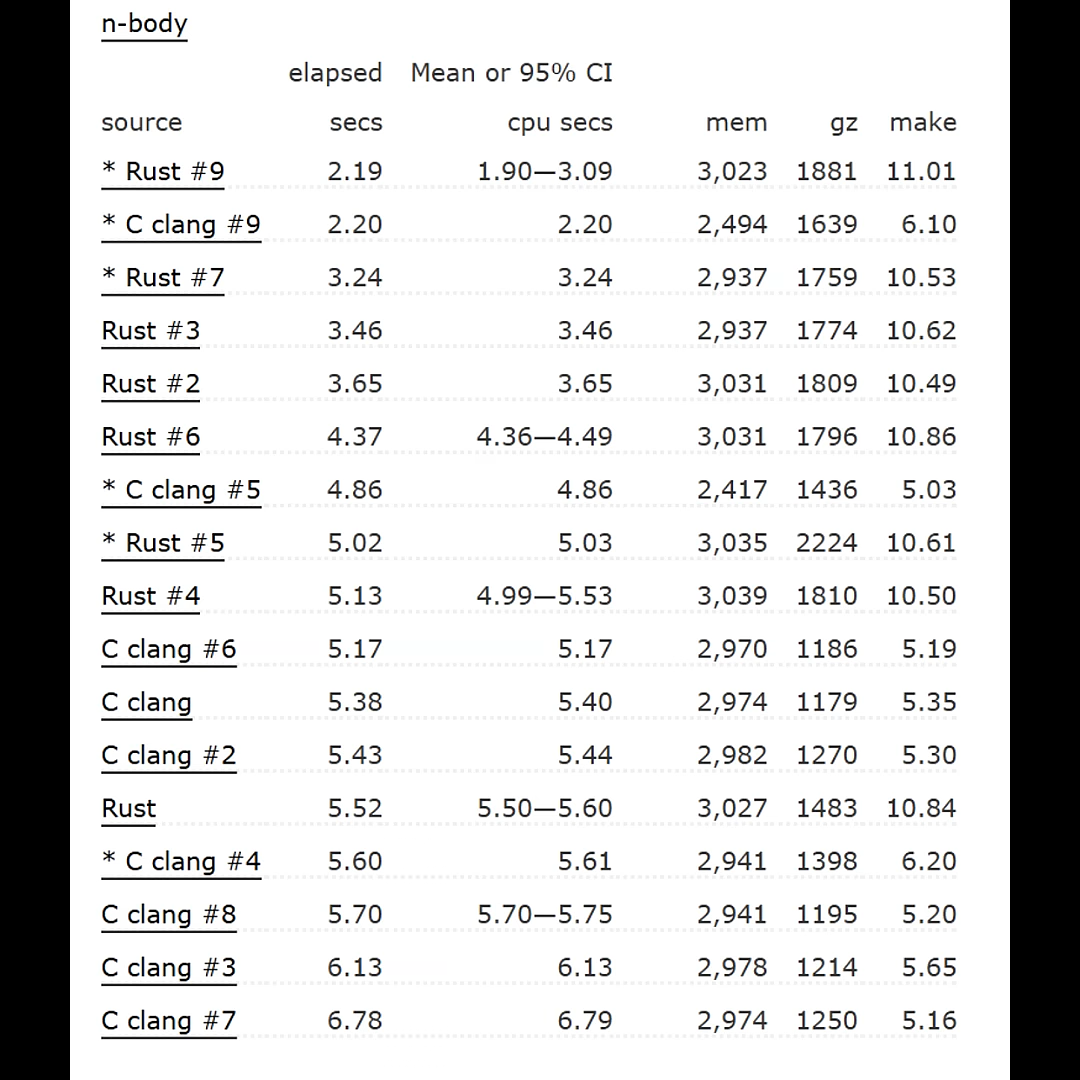 n-body
elapsed Mean or 95% CI
source secs cpu secs mem gz make
* Rust #9 2.19 1.90—3.09 3,023 1881 11.01
* C clang #9 2.20 2.20 2,494 1639 6.10
* Rust #7 3.24 3.24 2,937 1759 10.53
Rust #3 3.46 3.46 2,937 1774 10.62
Rust #2 3.65 3.65 3,031 1809 10.49
Rust #6 4.37 4.36—4.49 3,031 1796 10.86
* C clang #5 4.86 4.86 2,417 1436 5.03
* Rust #5 5.02 5.03 3,035 2224 10.61
Rust #4 5.13 4.99—5.53 3,039 1810 10.50
C clang #6 5.17 5.17 2,970 1186 5.19
C clang 5.38 5.40 2,974 1179 5.35
C clang #2 5.43 5.44 2,982 1270 5.30
Rust 5.52 5.50—5.60 3,027 1483 10.84
* C clang #4 5.60 5.61 2,941 1398 6.20
C clang #8 5.70 5.70—5.75 2,941 1195 5.20
C clang #3 6.13 6.13 2,978 1214 5.65
C clang #7 6.78 6.79 2,974 1250 5.16